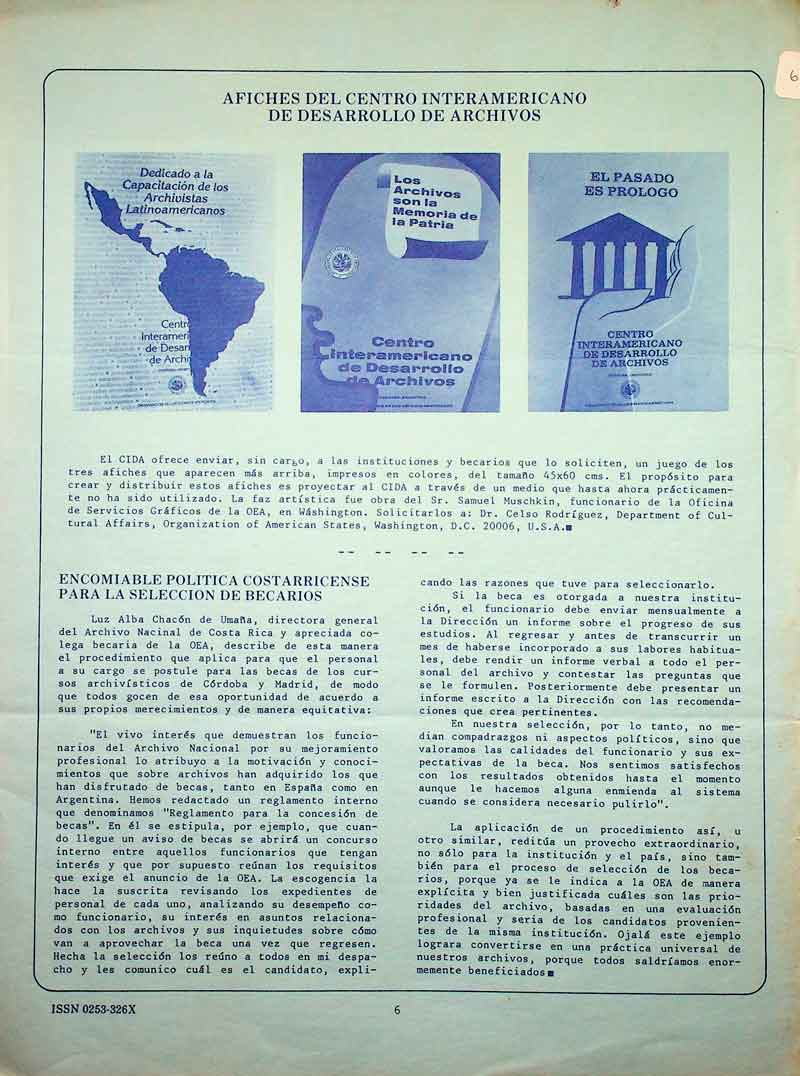 6
AFICHES DEL CENTRO INTERAMERICANO
DE DESARROLLO DE ARCHIVOS
Dedicado a la
Capacitación de los
Archivistas
Latinoamericanos
Centro
Interameri
de Desarr
de Archi
Los
Archivos
son la
Memoria de
la Patria
Centro
Interamericano
de Desarrollo
de Archivos
EL PASADO
ES PROLOGO
CENTRO
INTERAMERICANO
DE DESARROLLO
DE ARCHIVOS
El CIDA ofrece enviar, sin cargo, a las instituciones y becarios que lo soliciten, un juego de los
tres afiches que aparecen más arriba, impresos en colores, del tamaño 45x60 cms. El propósito para
crear y distribuir estos afiches es proyectar al CIDA a través de un medio que hasta ahora prácticamen-
te no ha sido utilizado. La faz artística fue obra del Sr. Samuel Muschkin, funcionario de la Oficina
de Servicios Gráficos de la OEA, en Wáshington. Solicitarlos a: Dr. Celso Rodríguez, Department of Cul-
tural Affairs, Organization of American States, Washington, D.C. 20006, U.S.A.■
-- -- -- --
ENCOMIABLE POLITICA COSTARRICENSE
PARA LA SELECCION DE BECARIOS
Luz Alba Chacón de Umaña, directora general
del Archivo Nacinal de Costa Rica y apreciada co-
lega becaria de la OEA, describe de esta manera
el procedimiento que aplica para que el personal
a su cargo se postule para las becas de los cur-
sos archivísticos de Córdoba y Madrid, de modo
que todos gocen de esa oportunidad de acuerdo a
sus propios merecimientos y de manera equitativa:
"El vivo interés que demuestran los funcio-
narios del Archivo Nacional por su mejoramiento
profesional lo atribuyo a la motivación y conoci-
mientos que sobre archivos han adquirido los que
han disfrutado de becas, tanto en España como en
Argentina. Hemos redactado un reglamento interno
que denominamos "Reglamento para la concesión de
becas". En él se estipula, por ejemplo, que cuan-
do llegue un aviso de becas se abrirá un concurso
interno entre aquellos funcionarios que tengan
interés y que por supuesto reúnan los requisitos
que exige el anuncio de la OEA. La escogencia la
hace la suscrita revisando los expedientes de
personal de cada uno, analizando su desempeño co-
mo funcionario, su interés en asuntos relaciona-
dos con los archivos y sus inquietudes sobre cómo
van a aprovechar la beca una vez que regresen.
Hecha la selección los reúno a todos en mi despa-
cho y les comunico cuál es el candidato, expli-
cando las razones que tuve para seleccionarlo.
Si la beca es otorgada a nuestra institu-
ción, el funcionario debe enviar mensualmente a
la Dirección un informe sobre el progreso de sus
estudios. Al regresar y antes de transcurrir un
mes de haberse incorporado a sus labores habitua-
les, debe rendir un informe verbal a todo el per-
sonal del archivo y contestar las preguntas que
se le formulen. Posteriormente debe presentar un
informe escrito a la Dirección con las recomenda-
ciones que crea pertinentes.
En nuestra selección, por lo tanto, no me-
dian compadrazgos ni aspectos políticos, sino que
valoramos las calidades del funcionario y sus ex-
pectativas de la beca. Nos sentimos satisfechos
con los resultados obtenidos hasta el momento
aunque le hacemos alguna enmienda al sistema
cuando se considera necesario pulirlo".
La aplicación de un procedimiento así, u
otro similar, reditúa un provecho extraordinario,
no sólo para la institución y el país, sino tam-
bién para el proceso de selección de los beca-
rios, porque ya se le indica a la OEA de manera
explícita y bien justificada cuáles son las prio-
ridades del archivo, basadas en una evaluación
profesional y seria de los candidatos provenien-
tes de la misma institución. Ojalá este ejemplo
lograra convertirse en una práctica universal de
nuestros archivos, porque todos saldríamos enor-
memente beneficiados■
ISSN 0253-326X
6